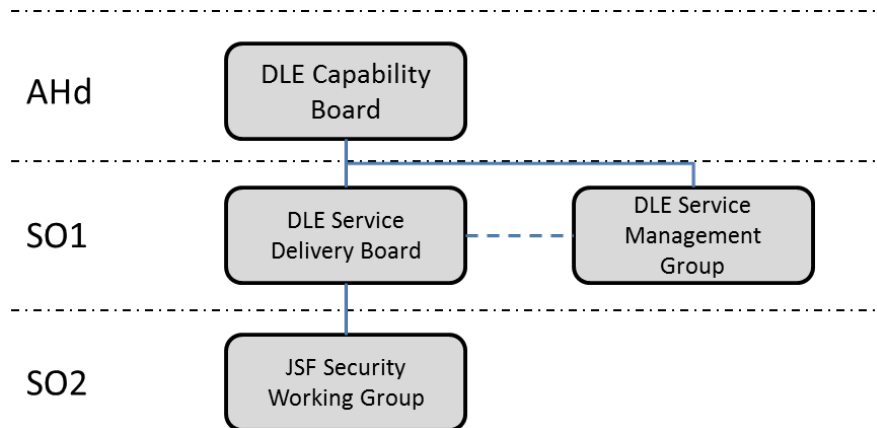 AHd
DLE Capability
Board
SO1
DLE Service
Delivery Board
DLE Service
Management
Group
SO2
JSF Security
Working Group